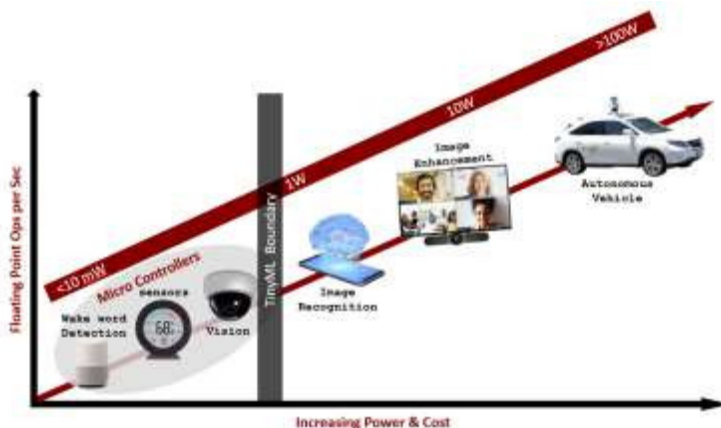 >100W
10W
1W
<10 mW
Floating Point Ops per Sec
TinyML Boundary
Micro Controllers
Wake word
Detection
sensors
68
Vision
Image
Recognition
Image
Enhancement
Autonomous
Vehicle
Increasing Power & Cost